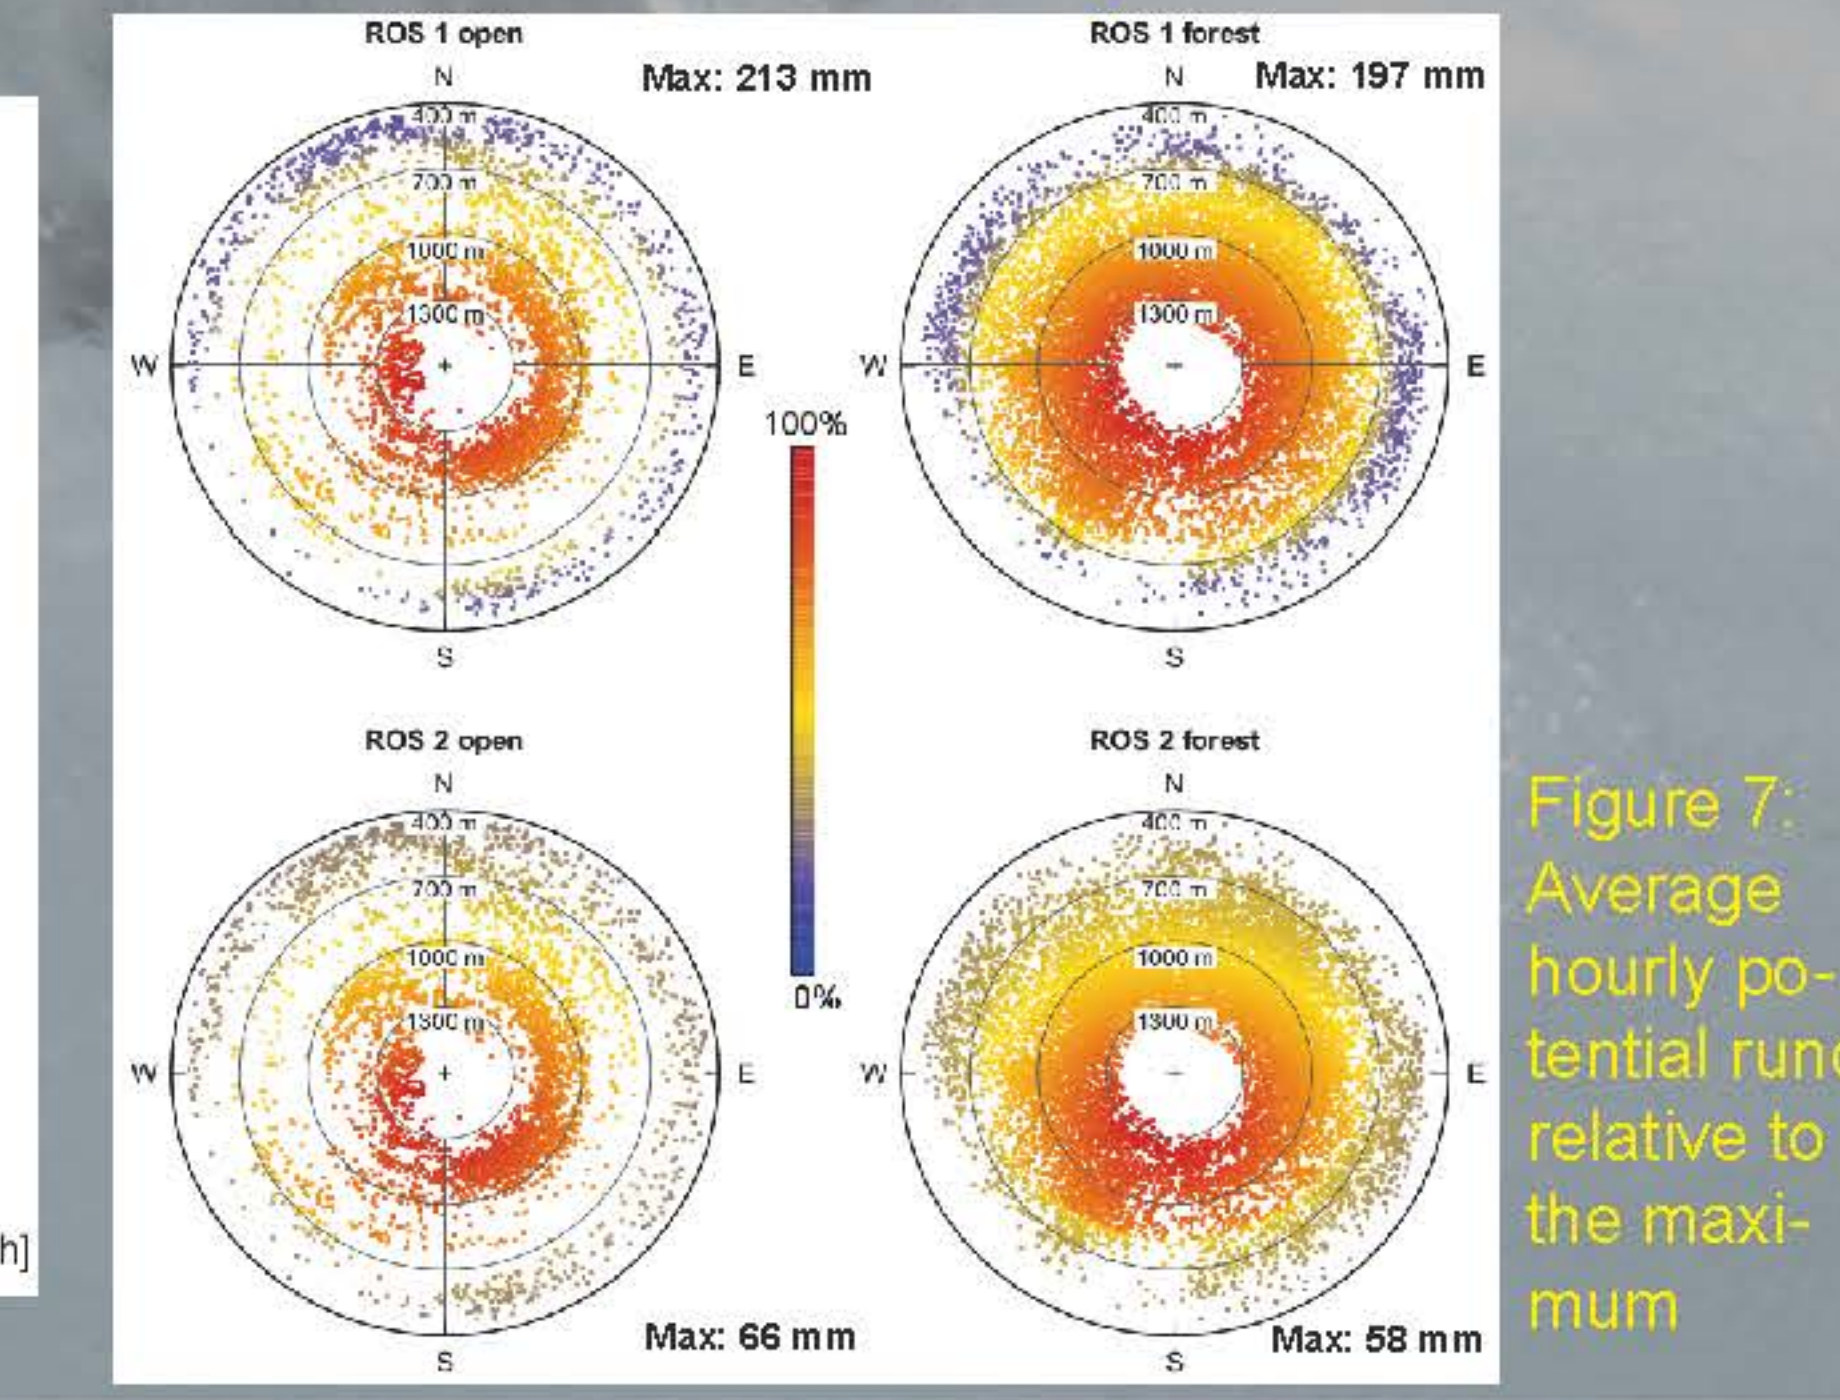 ROS 1 open
N
Max: 213 mm
400 m
700 m
1000 m
1300 m
W
E
S
ROS 1 forest
N
Max: 197 mm
400 m
700 m
1000 m
1300 m
W
E
S
100%
0%
ROS 2 open
N
400 m
700 m
1000 m
1300 m
W
E
S
Max: 66 mm
ROS 2 forest
N
400 m
700 m
1000 m
1300 m
W
E
S
Max: 58 mm
h]
Figure 7:
Average
hourly po-
tential runo
relative to
the maxi-
mum